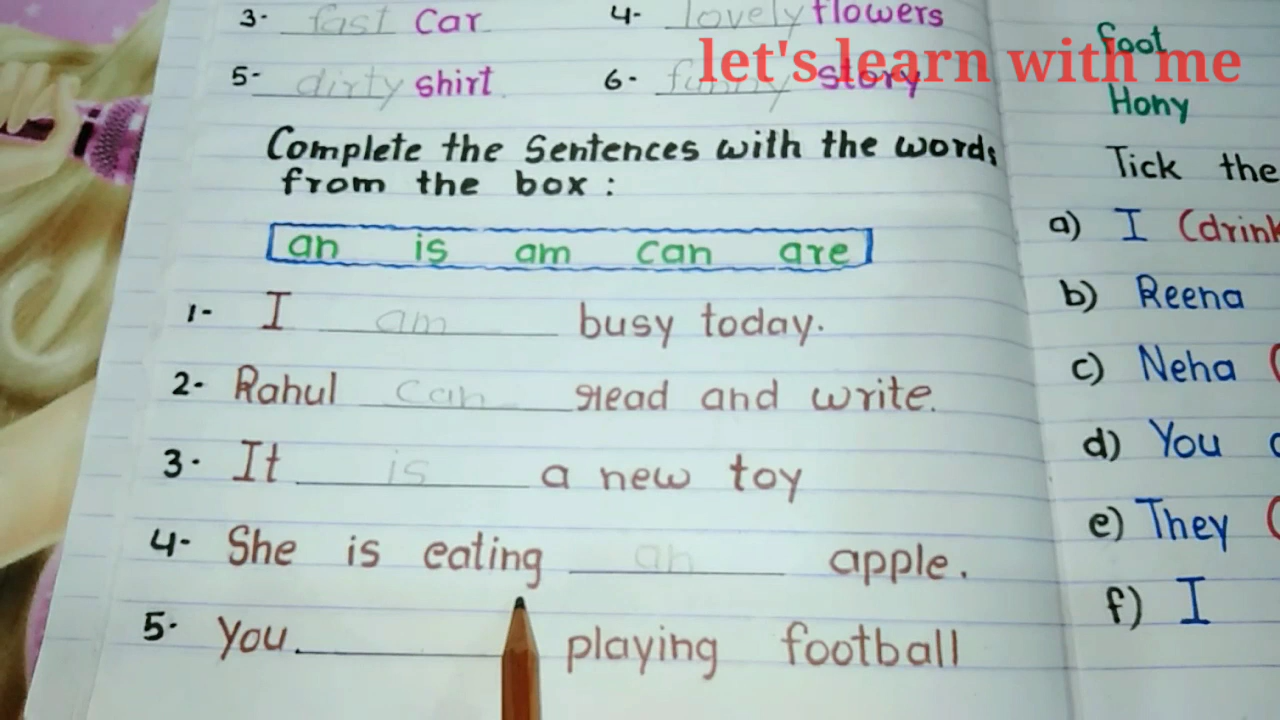 3- fast car 4- lovely flowers
5- dirty shirt 6- funny story
let's learn with me
Complete the Sentences with the words
from the box :
an is am can are
1- I am busy today.
2- Rahul can read and write.
3. It is a new toy
4- She is eating an apple.
5. You playing football
foot
Hony
Tick the
a) I (drink
b) Reena
c) Neha (
d) You
e) They (
f) I